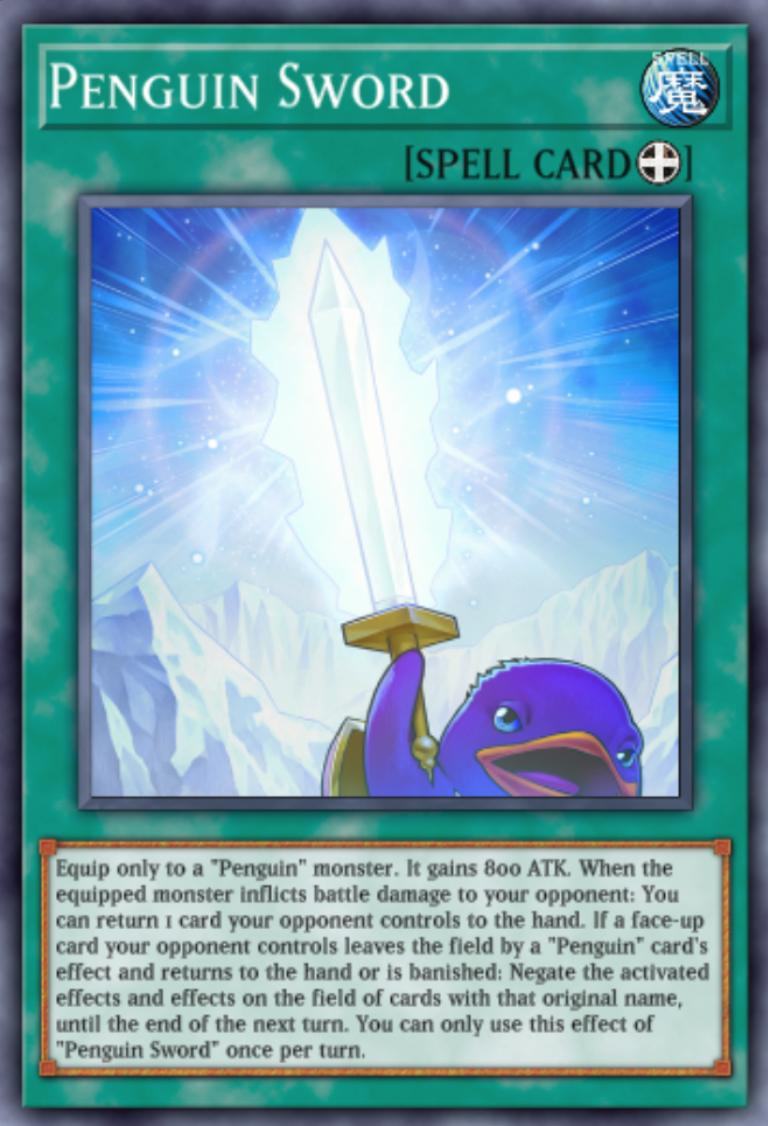 Penguin Sword
SPELL
魔
[SPELL CARD]
Equip only to a "Penguin" monster. It gains 800 ATK. When the
equipped monster inflicts battle damage to your opponent: You
can return 1 card your opponent controls to the hand. If a face-up
card your opponent controls leaves the field by a "Penguin" card's
effect and returns to the hand or is banished: Negate the activated
effects and effects on the field of cards with that original name,
until the end of the next turn. You can only use this effect of
"Penguin Sword" once per turn.